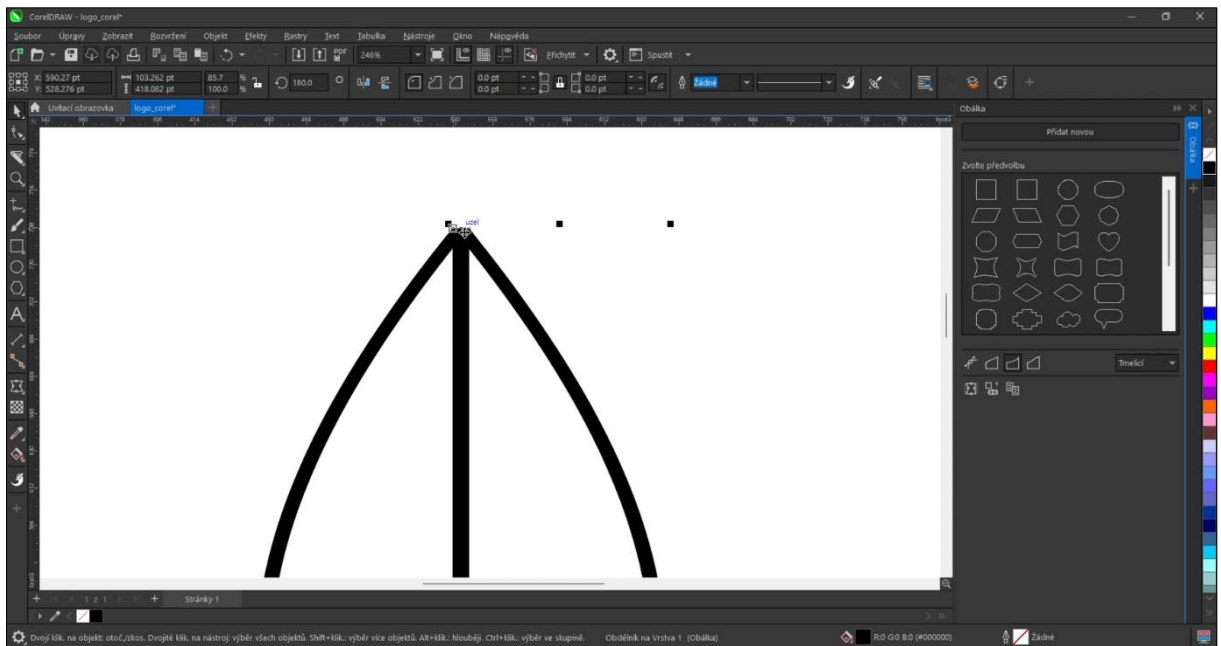 CorelDRAW - logo_corel*
Soubor Úpravy Zobrazit Rozvržení Objekt Efekty Rastry Text Tabulka Nástroje Okno Nápověda
PDF 246% Přichytit Spustit
X: 590.27 pt 103.262 pt 85.7 % 180.0 ° 0.0 pt 0.0 pt Žádné
Y: 528.276 pt 418.082 pt 100.0 % 0.0 pt 0.0 pt
Uvítací obrazovka logo_corel* Obálka
Přidat novou
Obálka
Zvolte předvolbu
uzel
Tmelicí
1 z 1 Stránky 1
Dvojí klik. na objekt: otoč./zkos. Dvojité klik. na nástroj: výběr všech objektů. Shift+klik.: výběr více objektů. Alt+klik.: hlouběji. Ctrl+klik.: výběr ve skupině. Obdélník na Vrstva 1 (Obálka) R:0 G:0 B:0 (#000000) Žádné